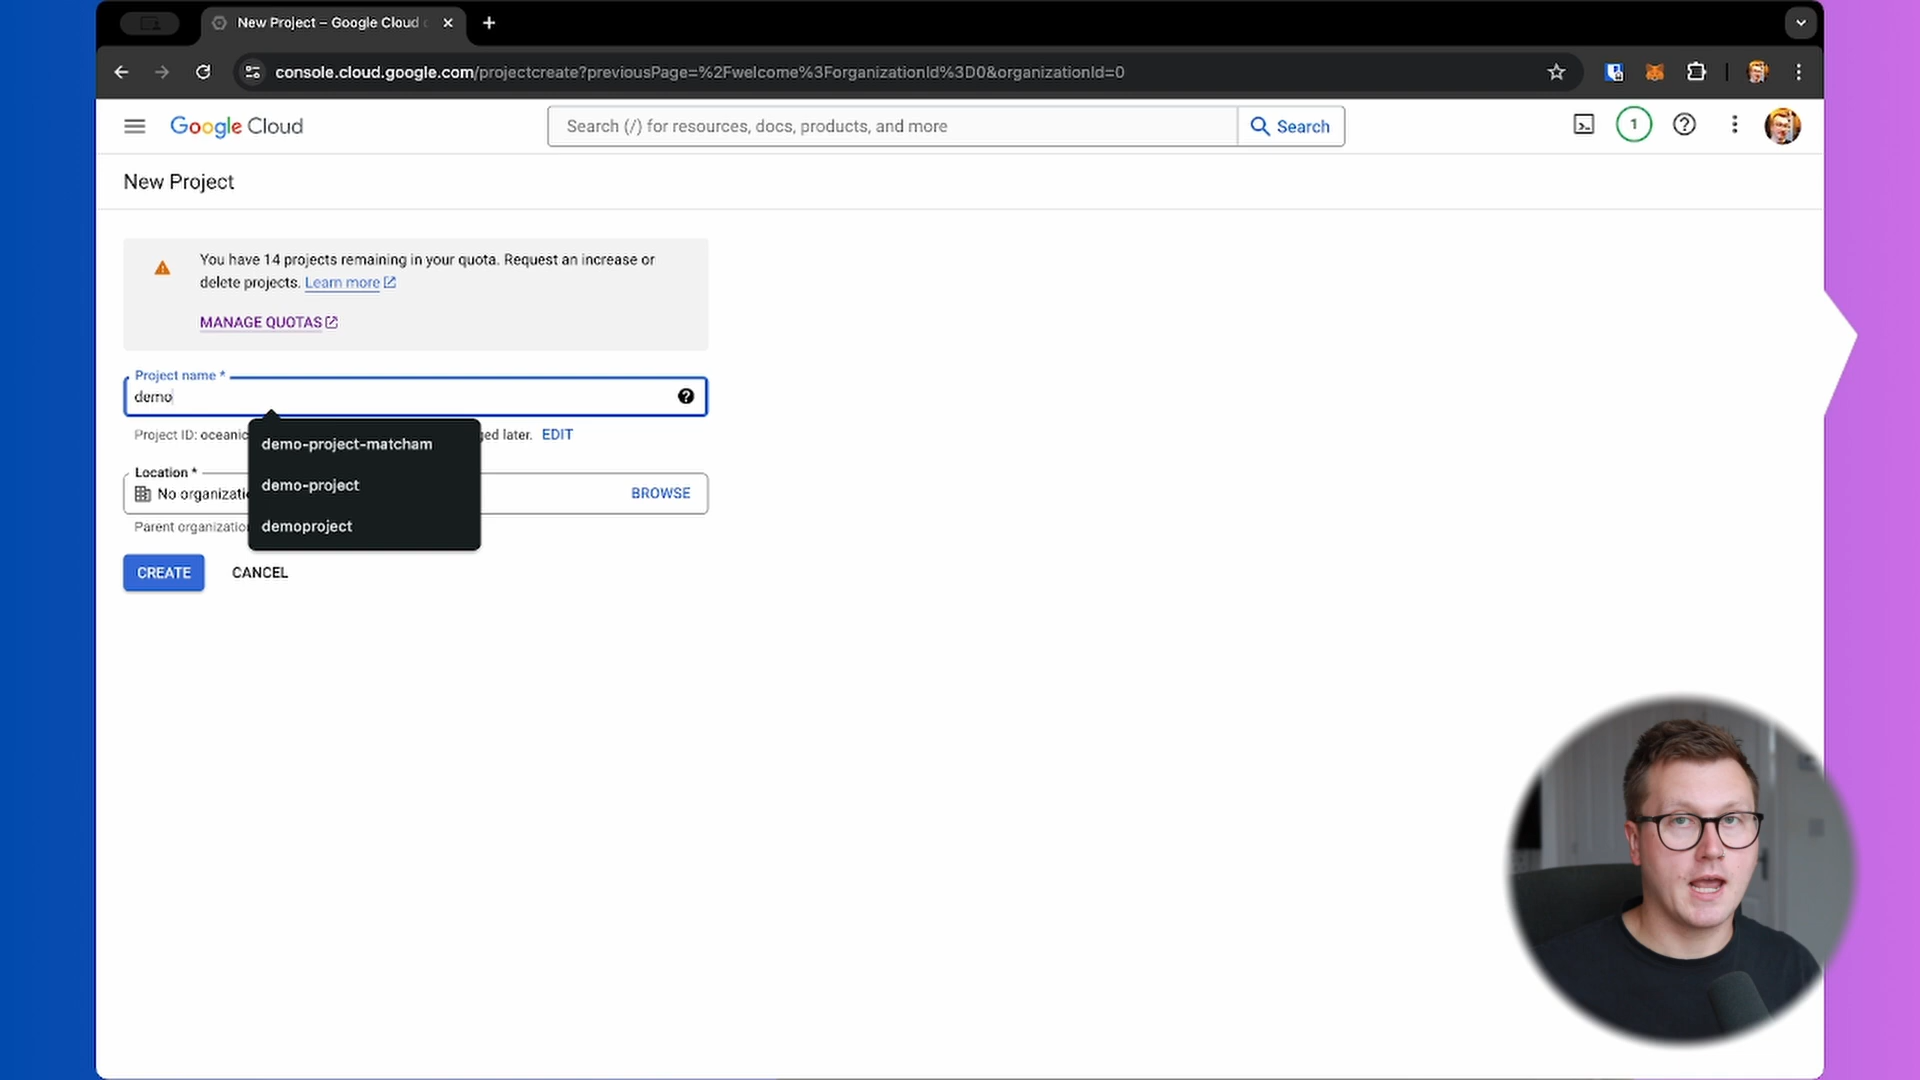 New Project – Google Cloud
console.cloud.google.com/projectcreate?previousPage=%2Fwelcome%3ForganizationId%3D0&organizationId=0
Google Cloud
Search (/) for resources, docs, products, and more
Search
1
New Project
You have 14 projects remaining in your quota. Request an increase or
delete projects. Learn more
MANAGE QUOTAS
Project name *
demo
Project ID: oceanic
ged later. EDIT
demo-project-matcham
Location *
No organizatio
demo-project
BROWSE
Parent organization
demoproject
CREATE
CANCEL